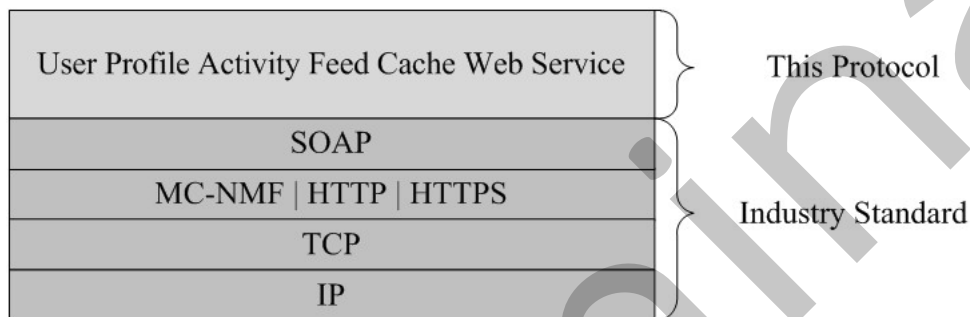 User Profile Activity Feed Cache Web Service
This Protocol
SOAP
MC-NMF | HTTP | HTTPS
Industry Standard
TCP
IP